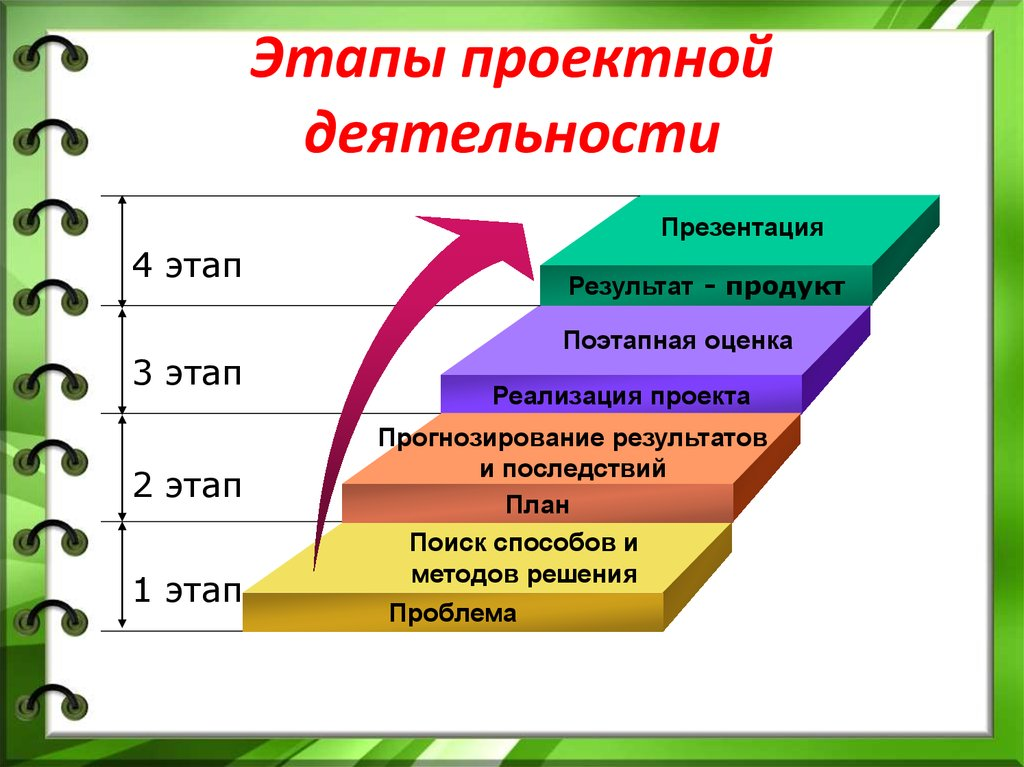 Этапы проектной
деятельности
4 этап
Презентация
Результат - продукт
3 этап
Поэтапная оценка
Реализация проекта
2 этап
Прогнозирование результатов
и последствий
План
1 этап
Поиск способов и
методов решения
Проблема